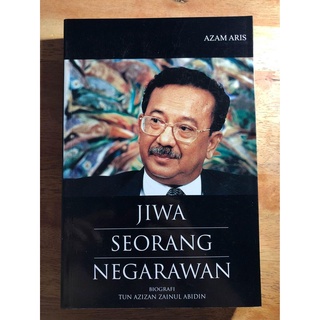 AZAM ARIS
JIWA
SEORANG
NEGARAWAN
BIOGRAFI
TUN AZIZAN ZAINUL ABIDIN